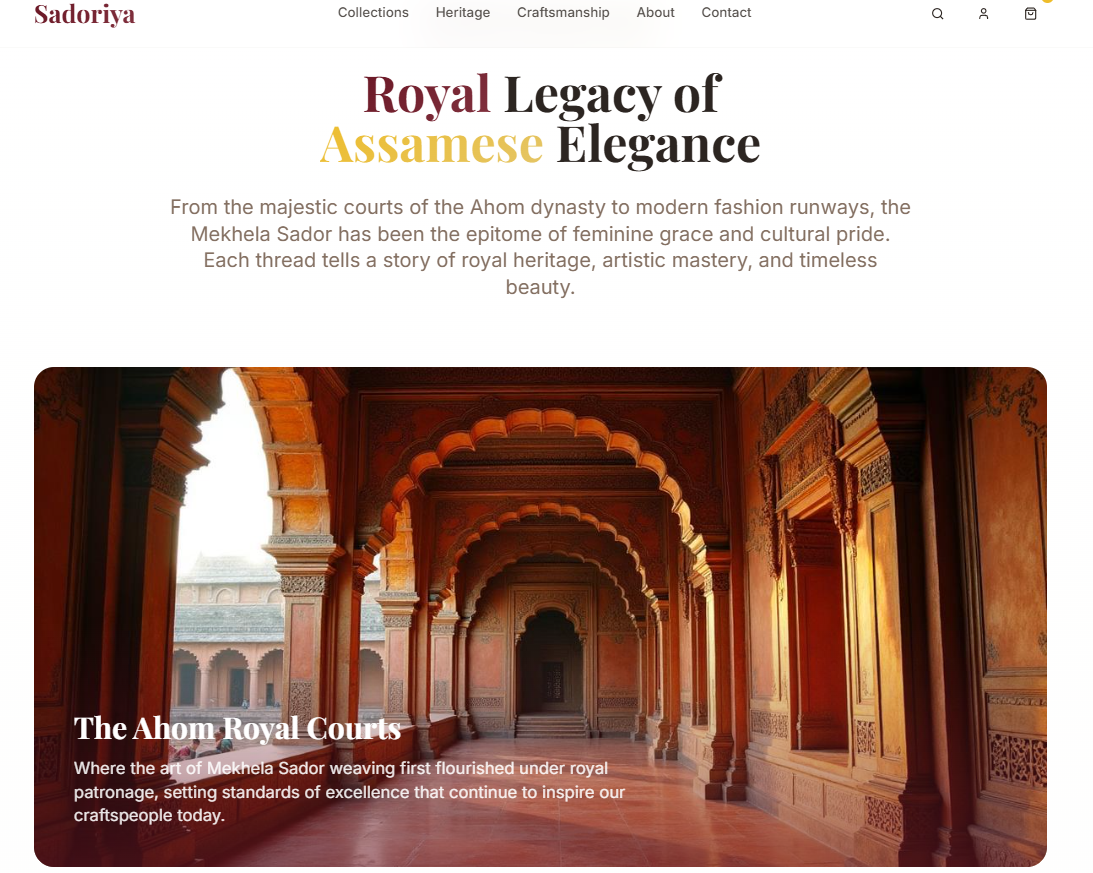 Sadoriya
Collections Heritage Craftsmanship About Contact
Royal Legacy of
Assamese Elegance
From the majestic courts of the Ahom dynasty to modern fashion runways, the
Mekhela Sador has been the epitome of feminine grace and cultural pride.
Each thread tells a story of royal heritage, artistic mastery, and timeless
beauty.
The Ahom Royal Courts
Where the art of Mekhela Sador weaving first flourished under royal
patronage, setting standards of excellence that continue to inspire our
craftspeople today.